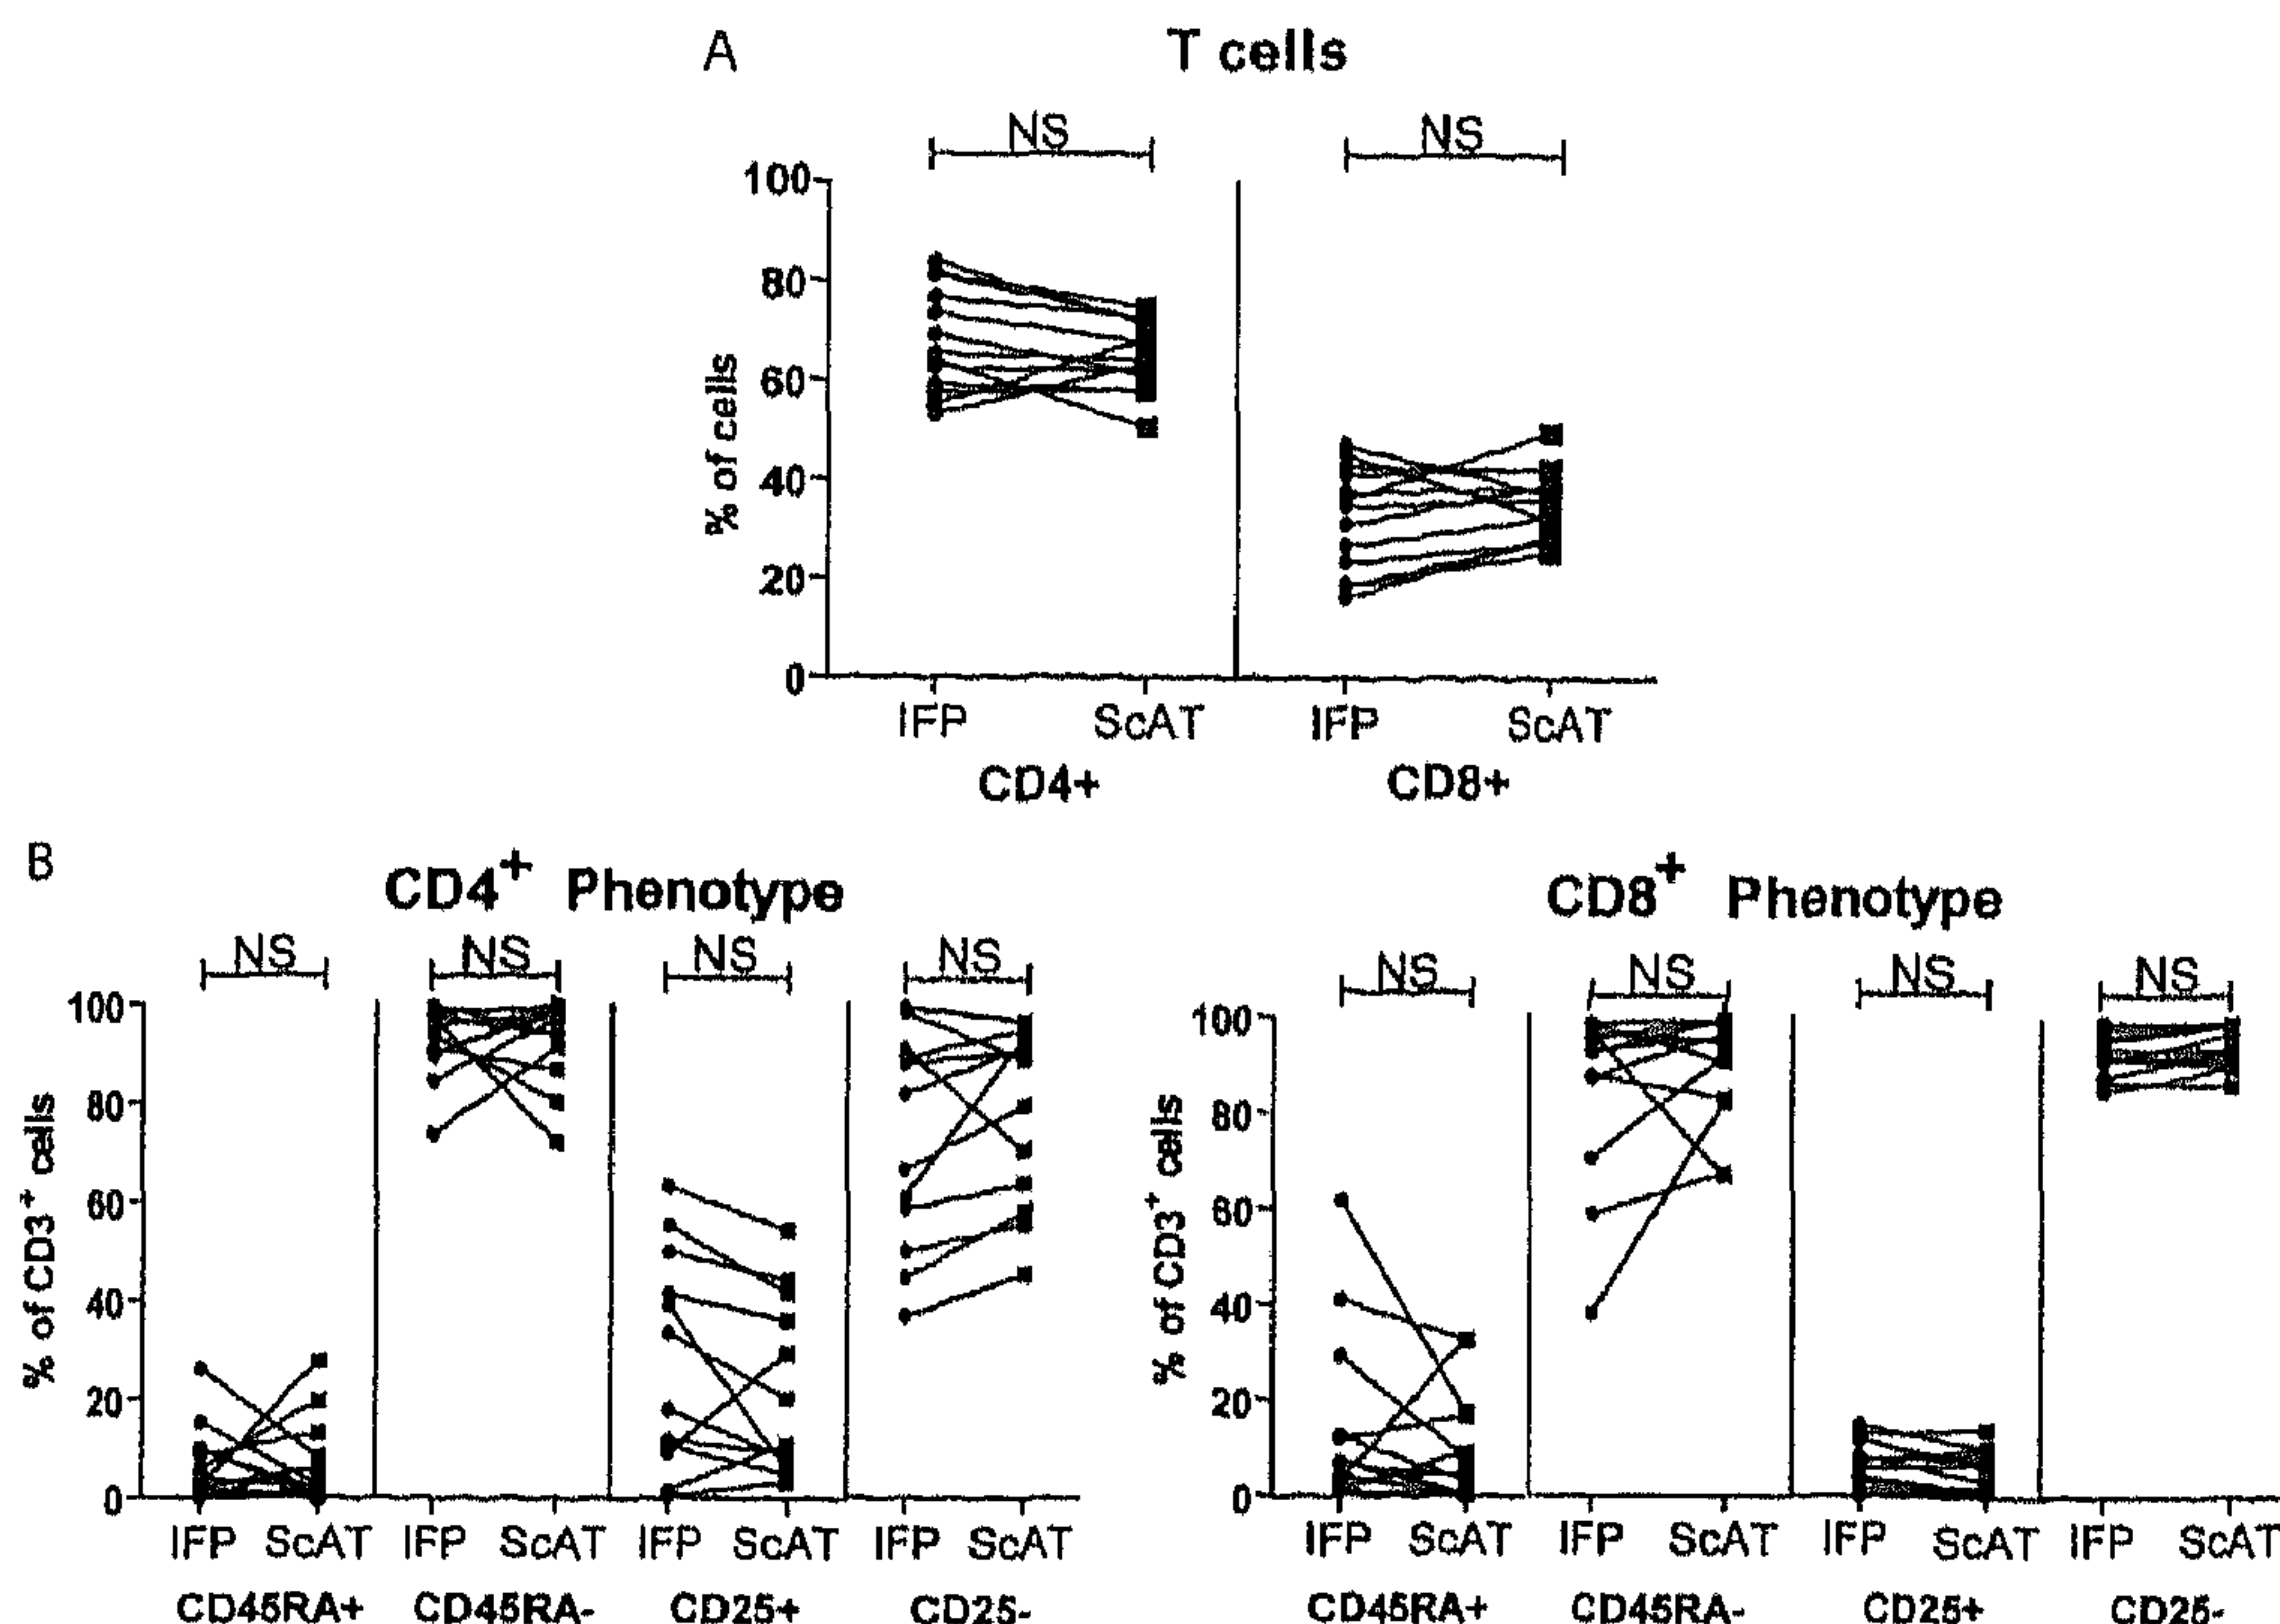 A
T cells
NS NS
100
80
60
40
20
0
% of cells
IFP ScAT IFP ScAT
CD4+ CD8+
B
CD4+ Phenotype
NS NS NS NS
100
80
60
40
20
0
% of CD3+ cells
IFP ScAT IFP ScAT IFP ScAT IFP ScAT
CD45RA+ CD45RA- CD25+ CD25-
CD8+ Phenotype
NS NS NS NS
100
80
60
40
20
0
% of CD3+ cells
IFP ScAT IFP ScAT IFP ScAT IFP ScAT
CD45RA+ CD45RA- CD25+ CD25-